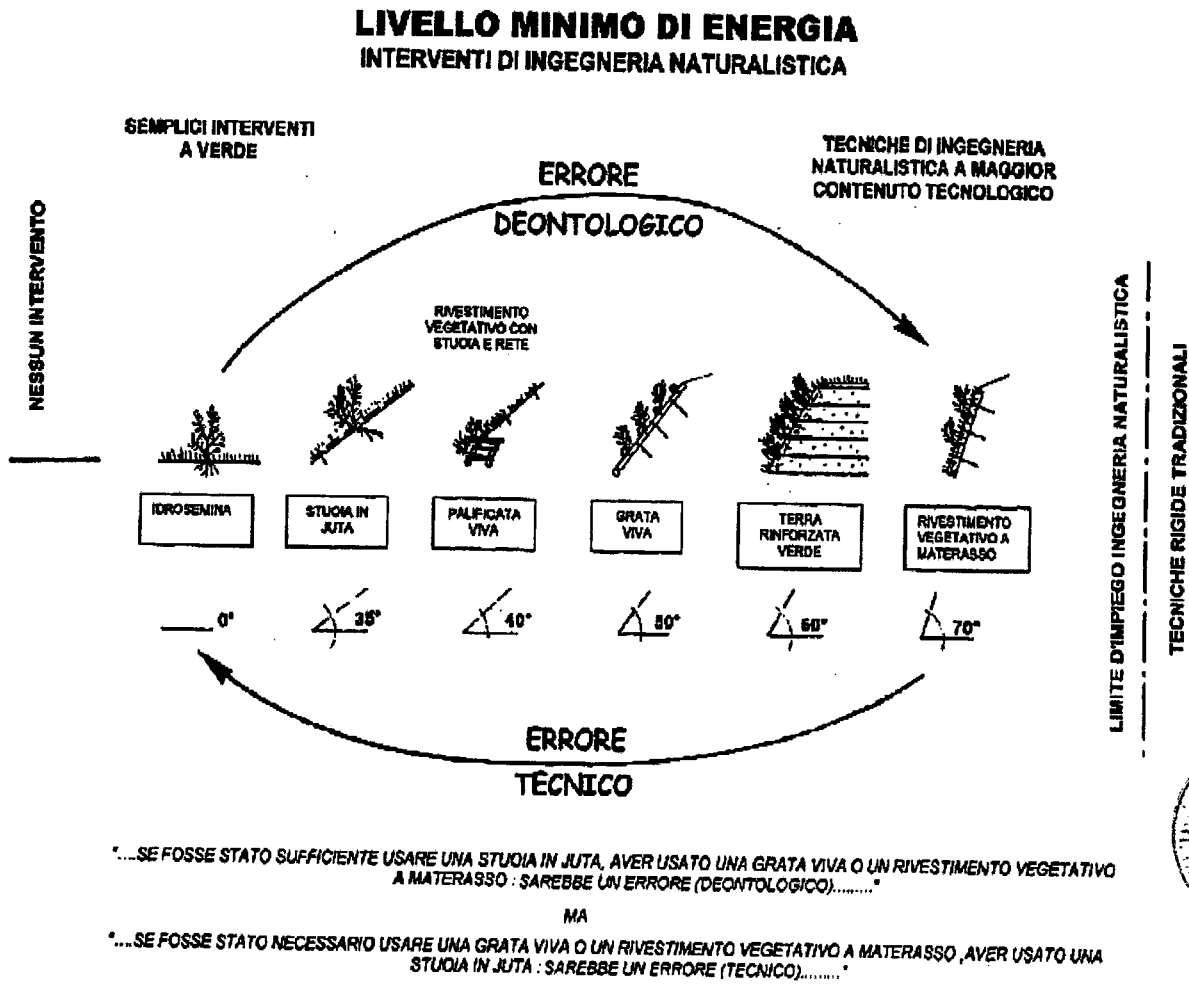 LIVELLO MINIMO DI ENERGIA
INTERVENTI DI INGEGNERIA NATURALISTICA
SEMPLICI INTERVENTI
A VERDE
TECNICHE DI INGEGNERIA
NATURALISTICA A MAGGIOR
CONTENUTO TECNOLOGICO
ERRORE
DEONTOLOGICO
NESSUN INTERVENTO
RIVESTIMENTO
VEGETATIVO CON
STUOIA E RETE
LIMITE D'IMPIEGO INGEGNERIA NATURALISTICA
TECNICHE RIGIDE TRADIZIONALI
IDROSEMINA
STUOIA IN
JUTA
PALIFICATA
VIVA
GRATA
VIVA
TERRA
RINFORZATA
VERDE
RIVESTIMENTO
VEGETATIVO A
MATERASSO
0°
35°
40°
50°
60°
70°
ERRORE
TECNICO
"....SE FOSSE STATO SUFFICIENTE USARE UNA STUOIA IN JUTA, AVER USATO UNA GRATA VIVA O UN RIVESTIMENTO VEGETATIVO
A MATERASSO : SAREBBE UN ERRORE (DEONTOLOGICO)........."
MA
"....SE FOSSE STATO NECESSARIO USARE UNA GRATA VIVA O UN RIVESTIMENTO VEGETATIVO A MATERASSO ,AVER USATO UNA
STUOIA IN JUTA : SAREBBE UN ERRORE (TECNICO)........."